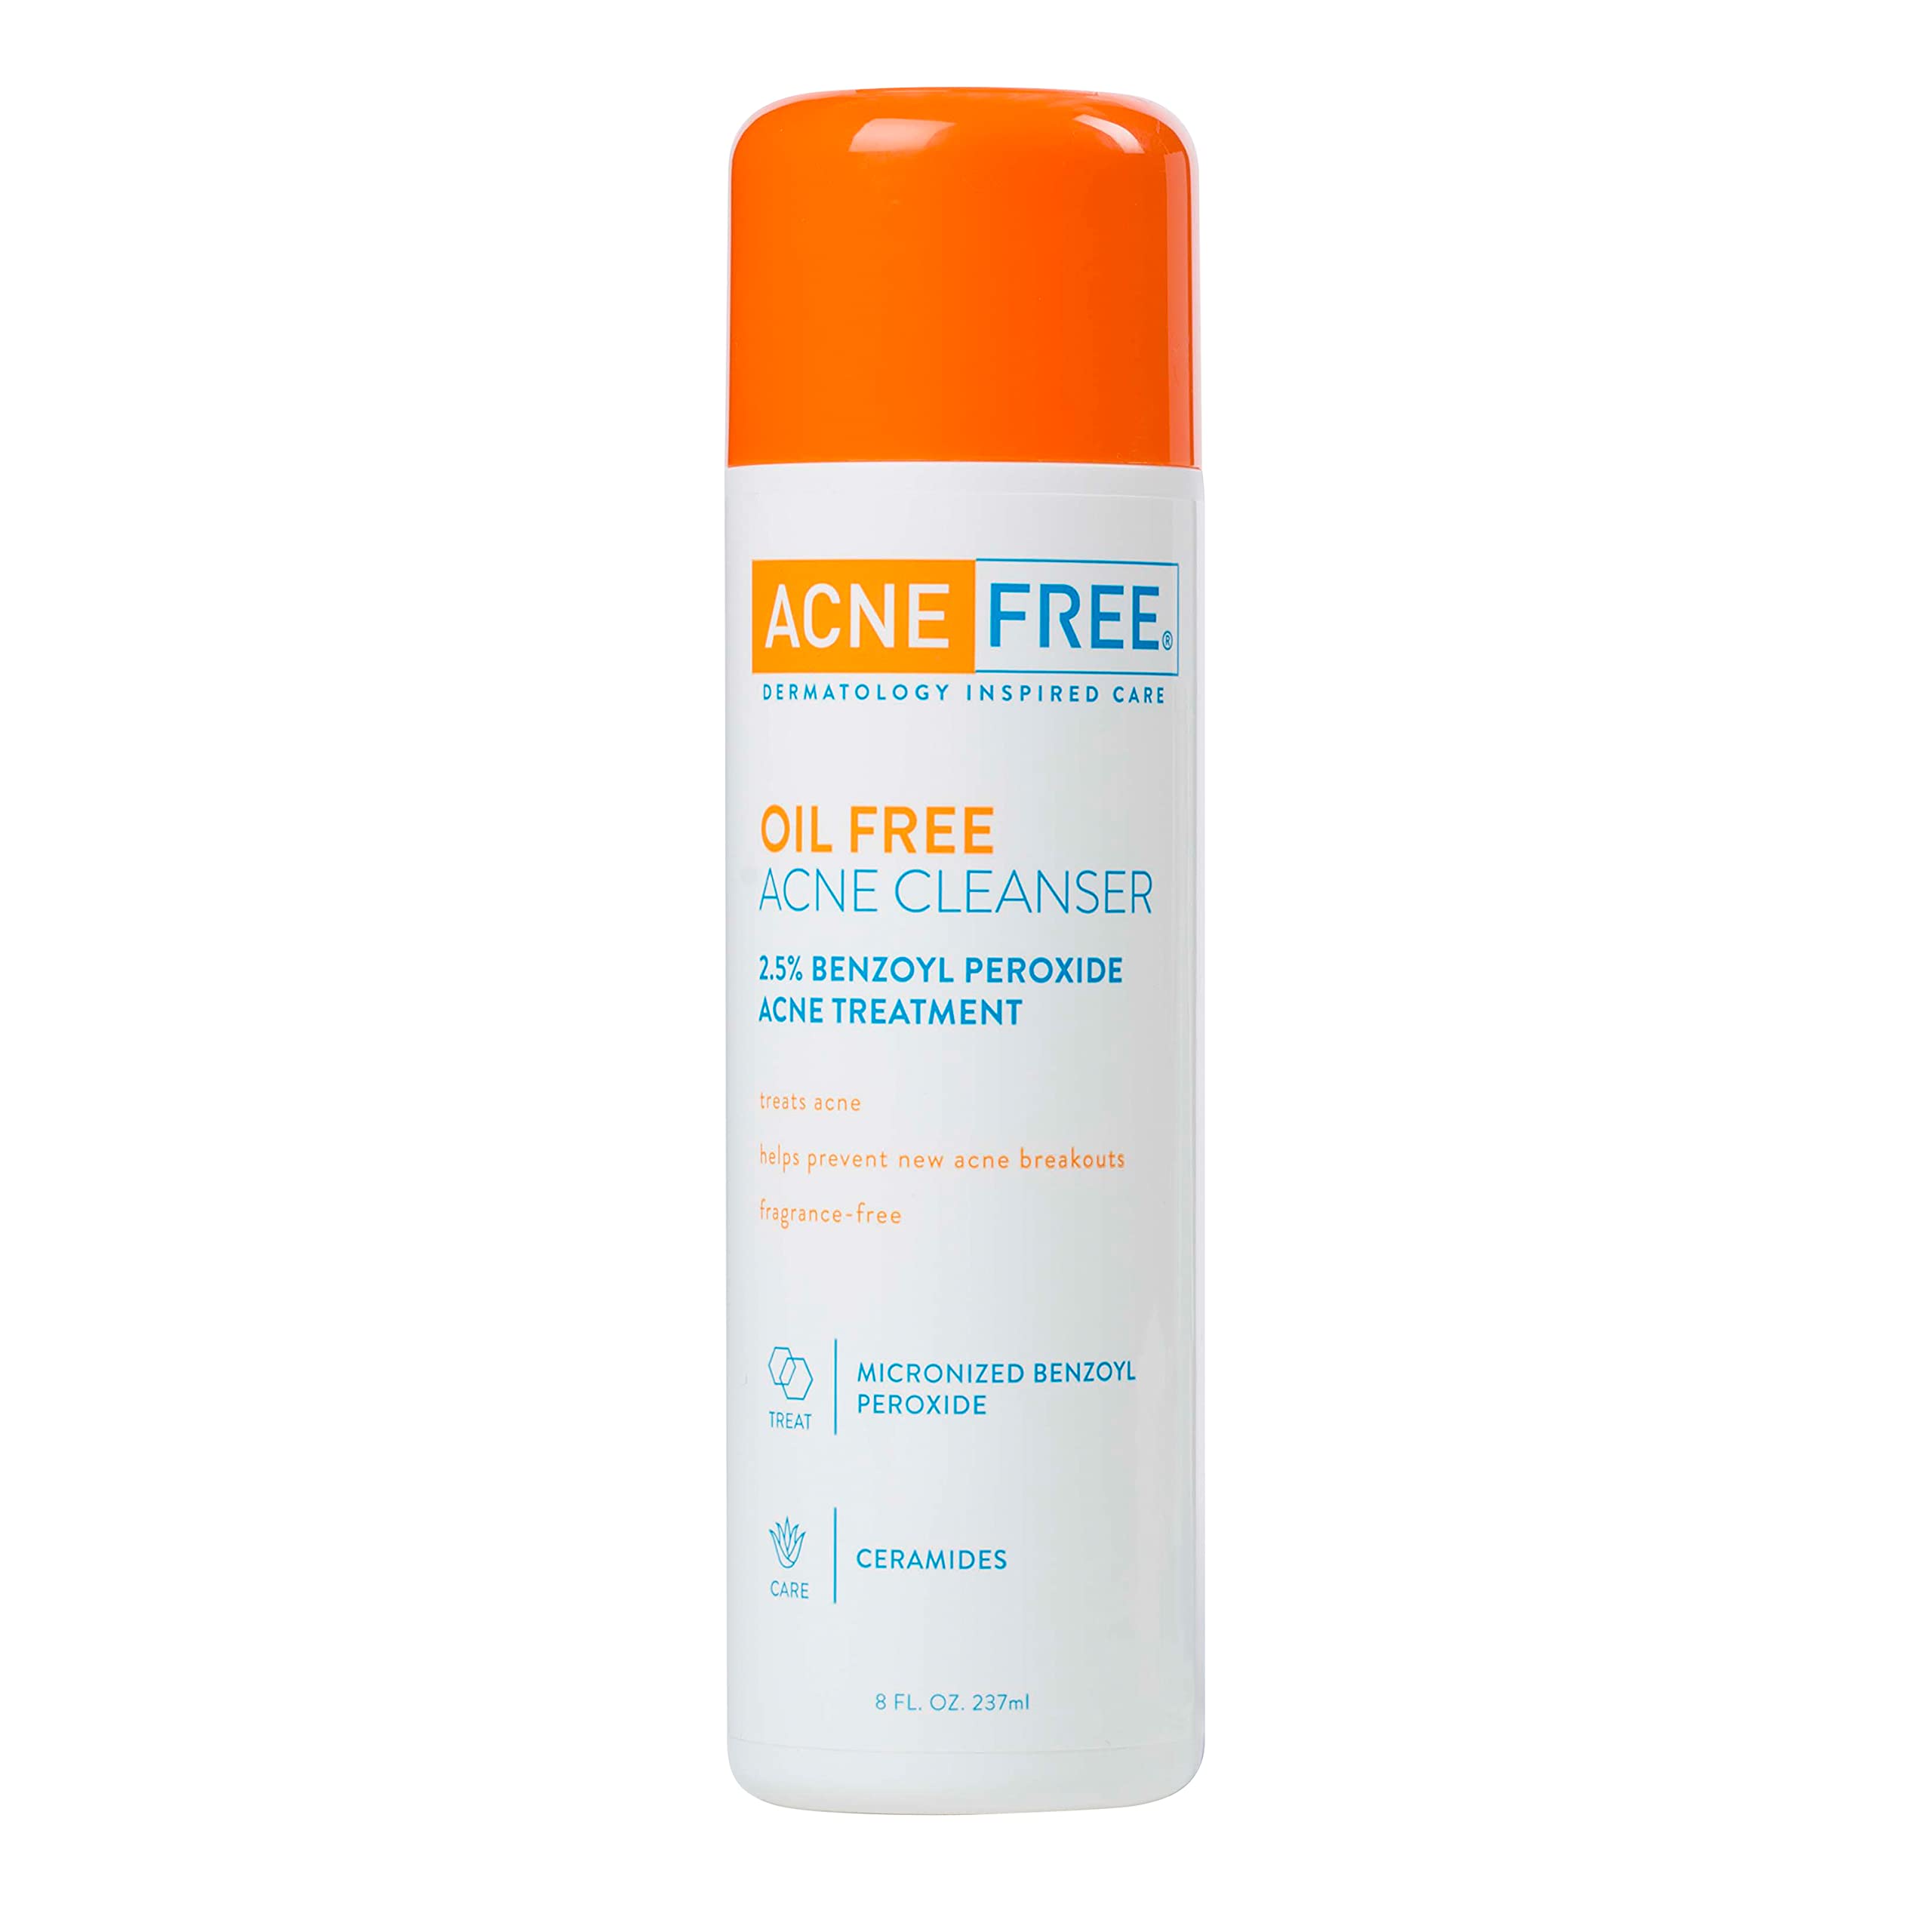 ACNE FREE®
DERMATOLOGY INSPIRED CARE
OIL FREE
ACNE CLEANSER
2.5% BENZOYL PEROXIDE
ACNE TREATMENT
treats acne
helps prevent new acne breakouts
fragrance-free
TREAT
MICRONIZED BENZOYL
PEROXIDE
CARE
CERAMIDES
8 FL. OZ. 237ml